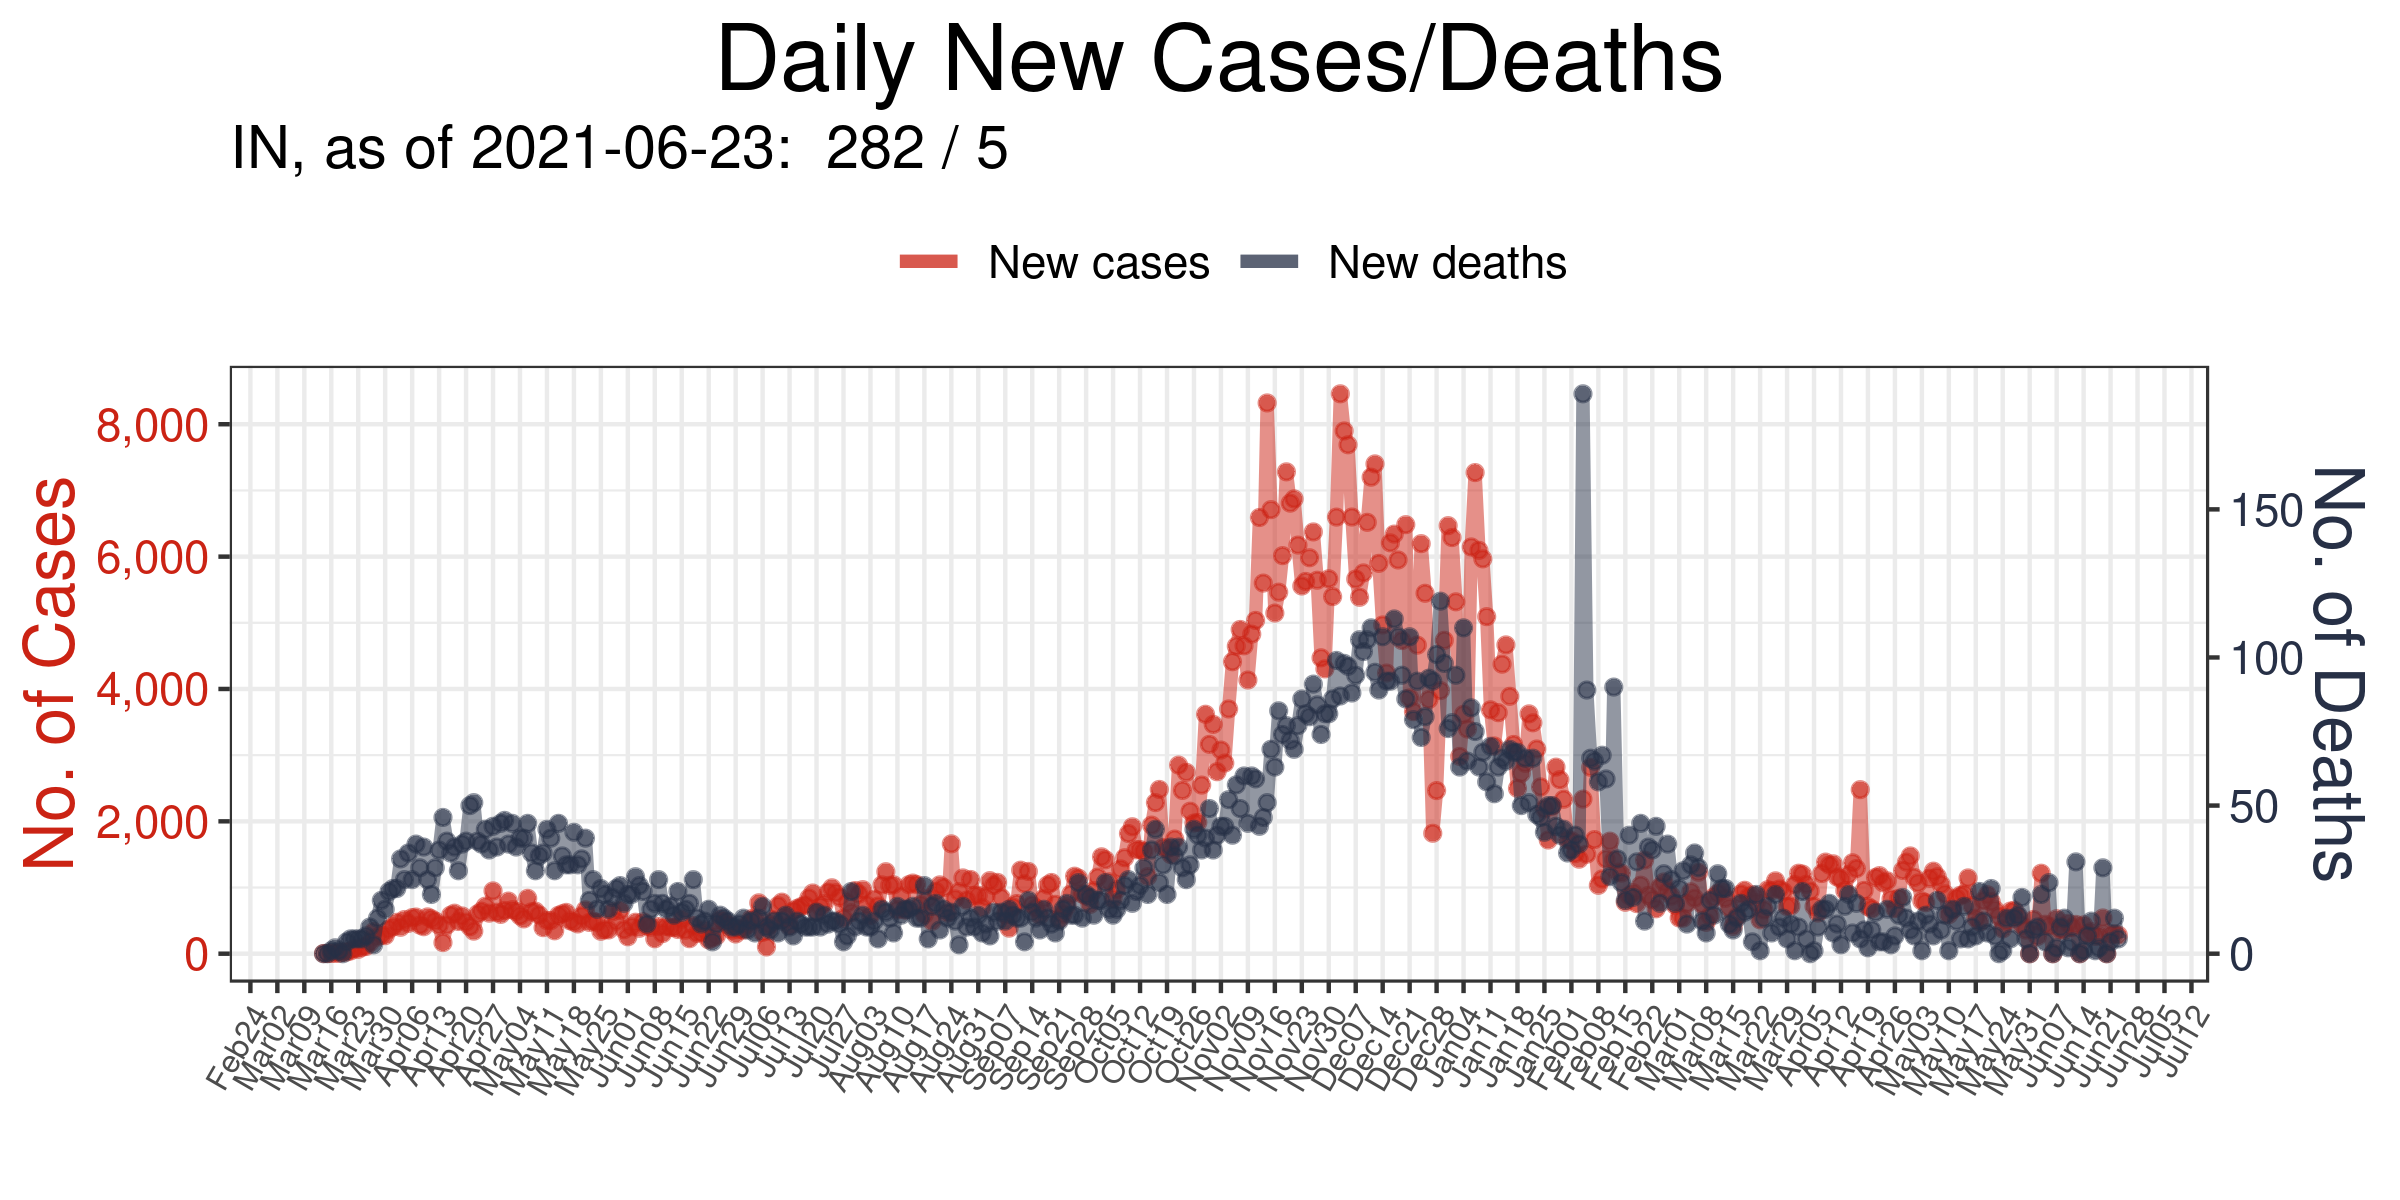 Daily New Cases/Deaths
IN, as of 2021-06-23:  282 / 5
New cases
New deaths
No. of Cases
8,000
6,000
4,000
2,000
0
150
100
50
0
No. of Deaths
Feb24
Mar02
Mar09
Mar16
Mar23
Mar30
Apr06
Apr13
Apr20
Apr27
May04
May11
May18
May25
Jun01
Jun08
Jun15
Jun22
Jun29
Jul06
Jul13
Jul20
Jul27
Aug03
Aug10
Aug17
Aug24
Aug31
Sep07
Sep14
Sep21
Sep28
Oct05
Oct12
Oct19
Oct26
Nov02
Nov09
Nov16
Nov23
Nov30
Dec07
Dec14
Dec21
Dec28
Jan04
Jan11
Jan18
Jan25
Feb01
Feb08
Feb15
Feb22
Mar01
Mar08
Mar15
Mar22
Mar29
Apr05
Apr12
Apr19
Apr26
May03
May10
May17
May24
May31
Jun07
Jun14
Jun21
Jun28
Jul05
Jul12